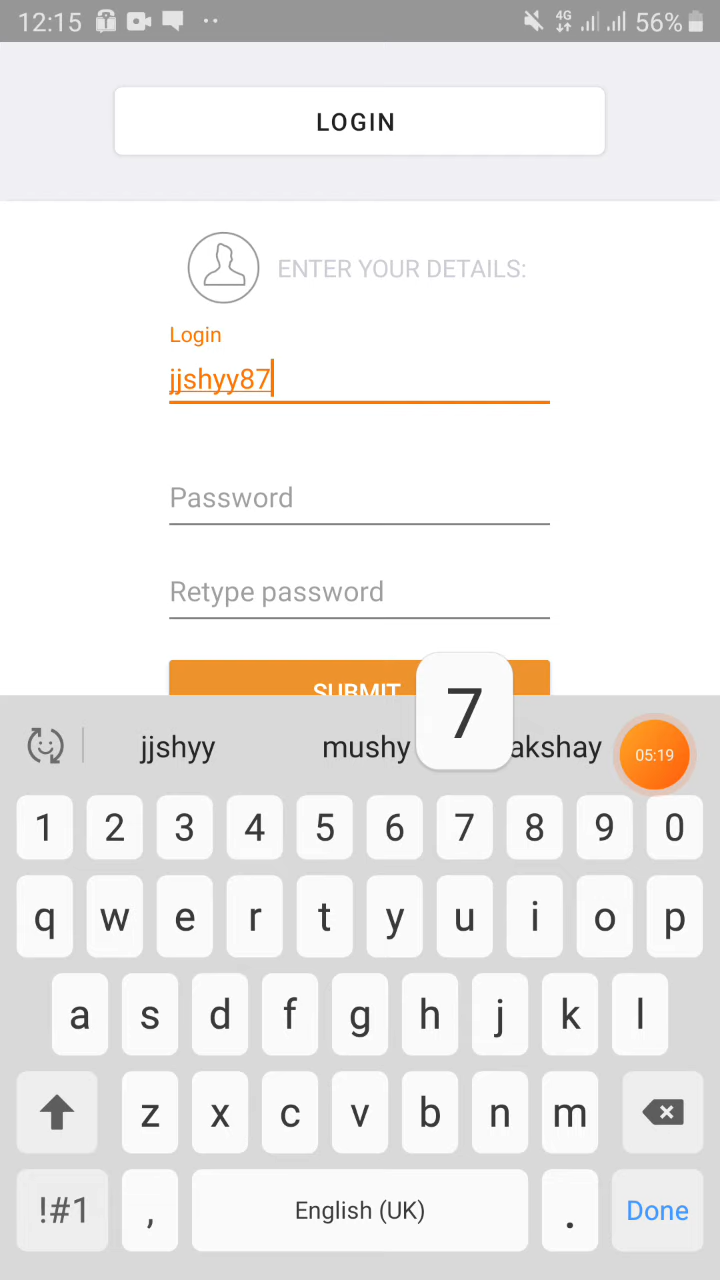 12:15 4G 56%
LOGIN
ENTER YOUR DETAILS:
Login
jjshyy87
Password
Retype password
SUBMIT
7
jjshyy mushy akshay 05:19
1 2 3 4 5 6 7 8 9 0
q w e r t y u i o p
a s d f g h j k l
z x c v b n m
!#1 , English (UK) . Done